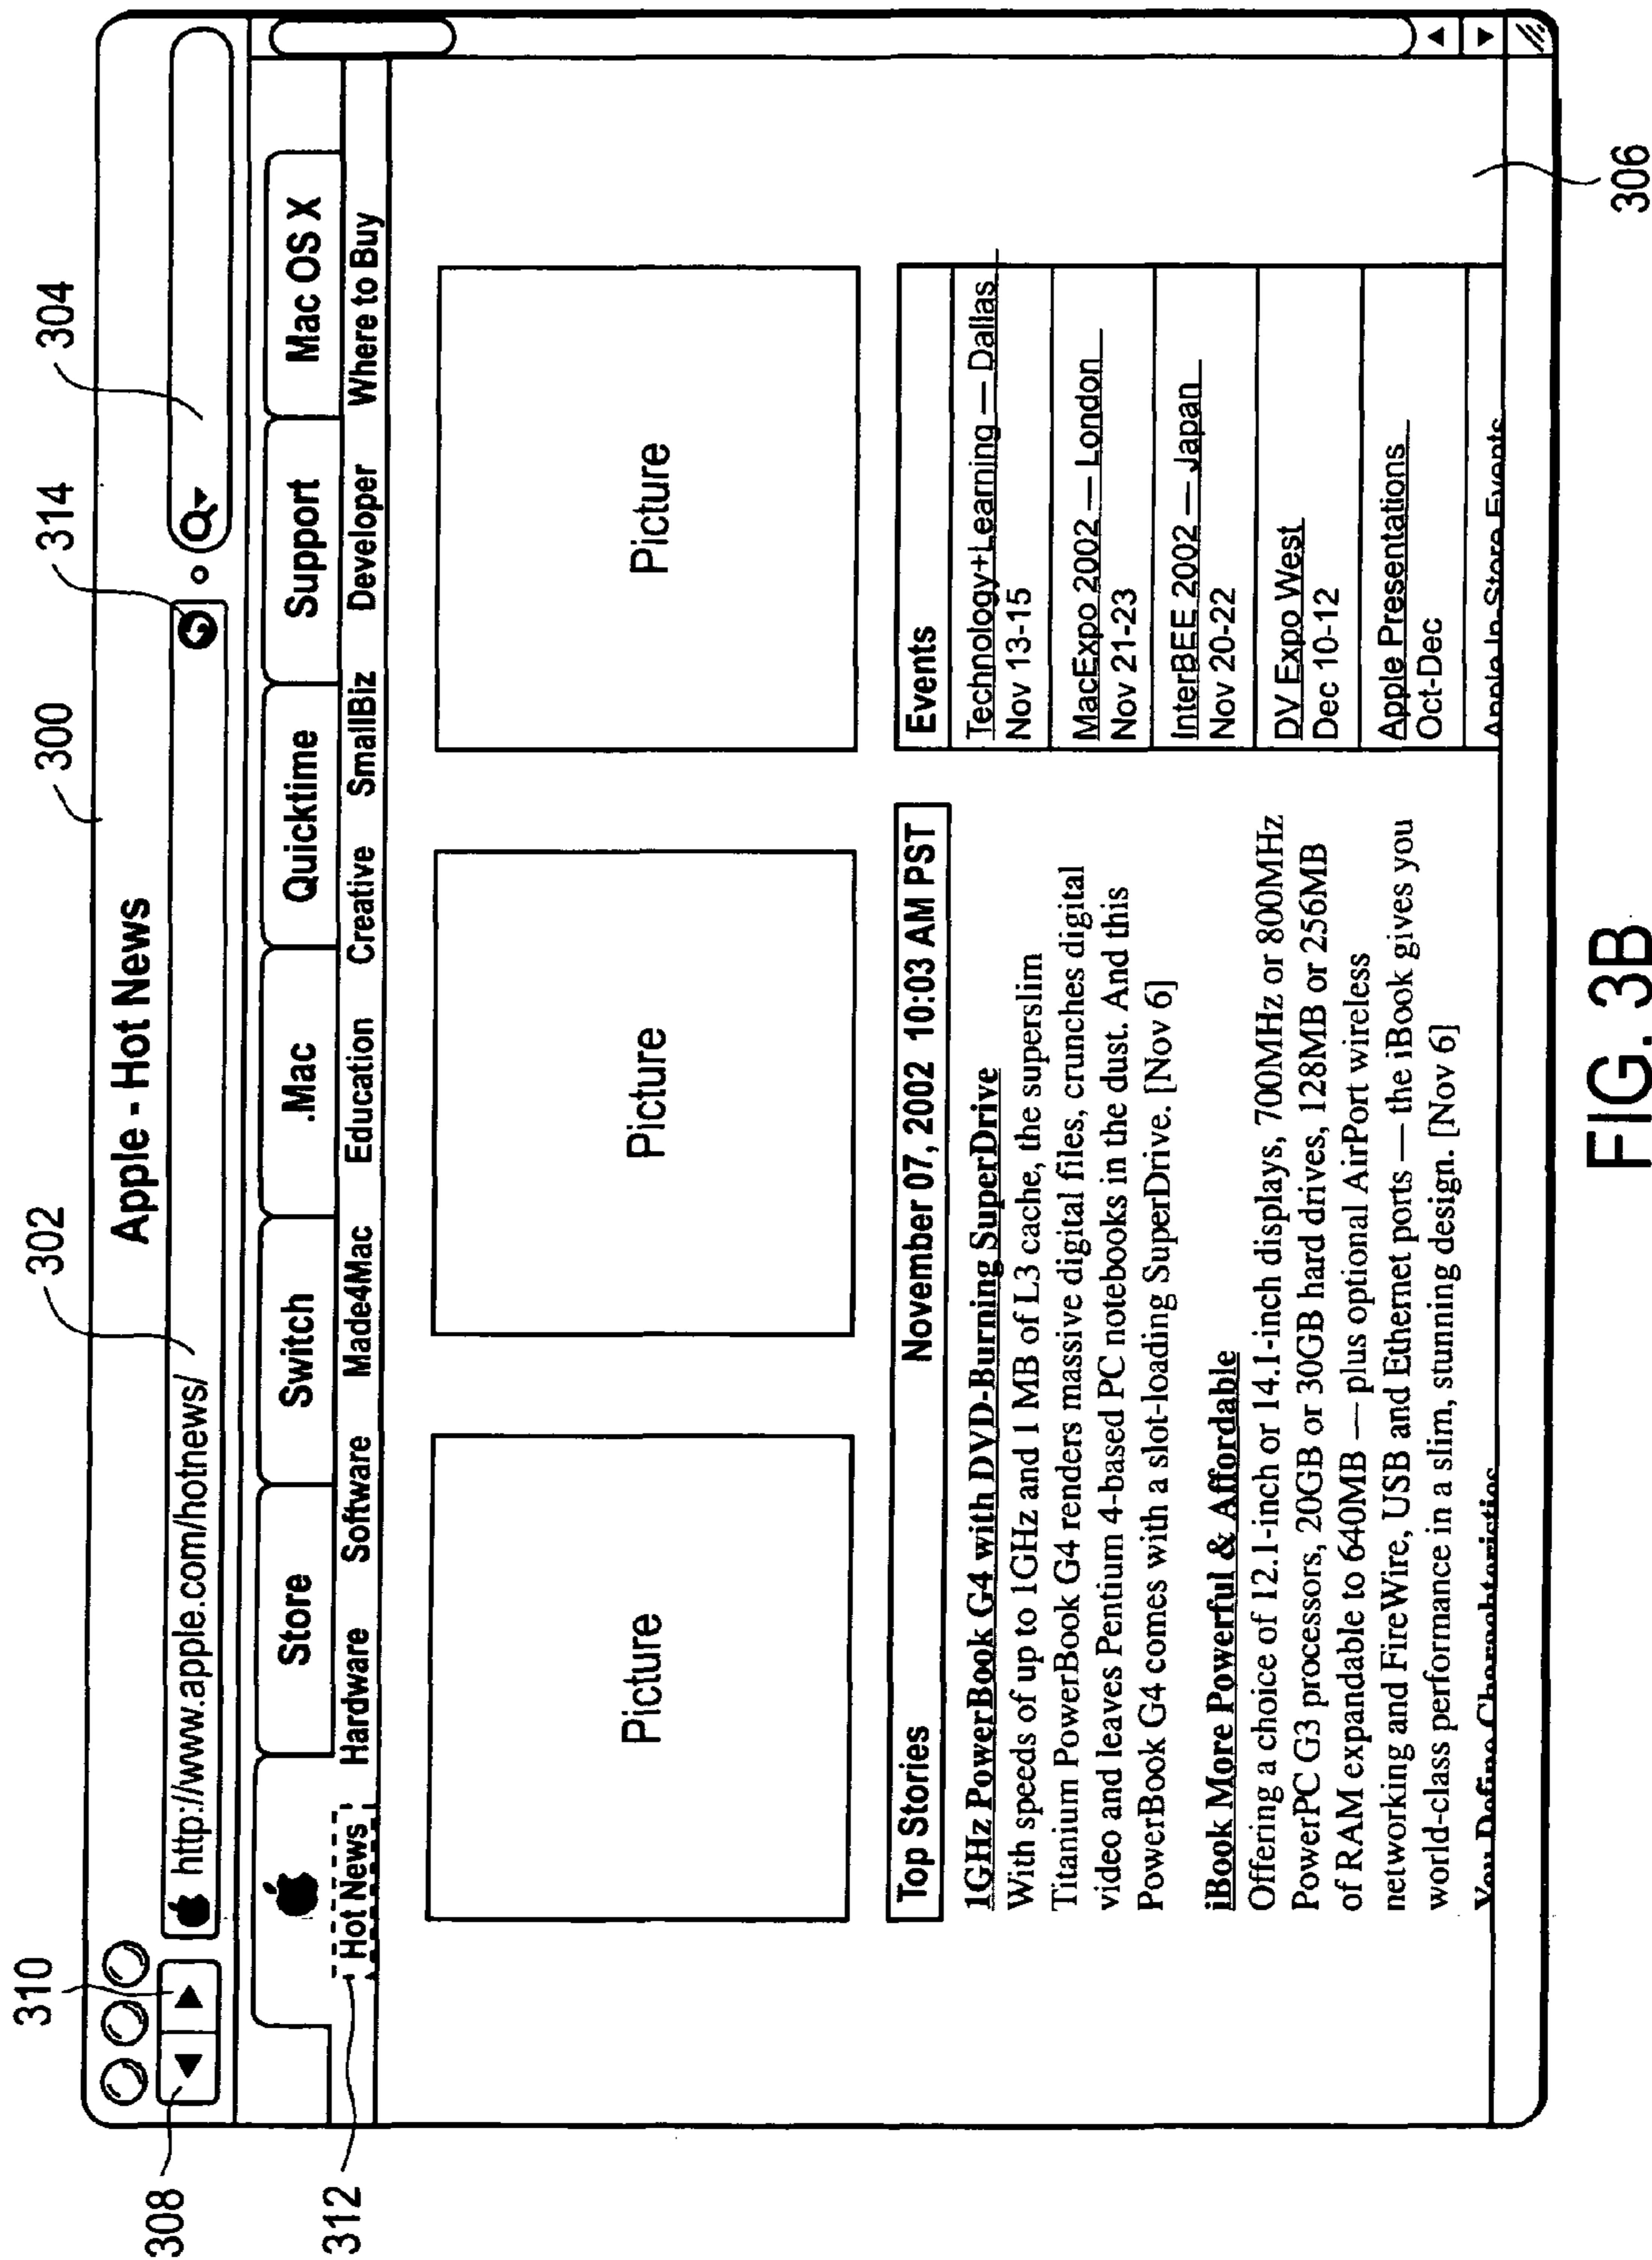 300
302
304
314
310
308
312
Apple - Hot News
http://www.apple.com/hotnews/
Store Switch .Mac Quicktime Support Mac OS X
Hot News Hardware Software Made4Mac Education Creative SmallBiz Developer Where to Buy
Picture Picture Picture
Top Stories November 07, 2002 10:03 AM PST
1GHz PowerBook G4 with DVD-Burning SuperDrive
With speeds of up to 1GHz and 1 MB of L3 cache, the superslim
Titanium PowerBook G4 renders massive digital files, crunches digital
video and leaves Pentium 4-based PC notebooks in the dust. And this
PowerBook G4 comes with a slot-loading SuperDrive. [Nov 6]
iBook More Powerful & Affordable
Offering a choice of 12.1-inch or 14.1-inch displays, 700MHz or 800MHz
PowerPC G3 processors, 20GB or 30GB hard drives, 128MB or 256MB
of RAM expandable to 640MB — plus optional AirPort wireless
networking and FireWire, USB and Ethernet ports — the iBook gives you
world-class performance in a slim, stunning design. [Nov 6]
You Define Characteristics
Events
Technology+Learning — Dallas
Nov 13-15
MacExpo 2002 — London
Nov 21-23
InterBEE 2002 — Japan
Nov 20-22
DV Expo West
Dec 10-12
Apple Presentations
Oct-Dec
Apple In-Store Events
306
FIG. 3B